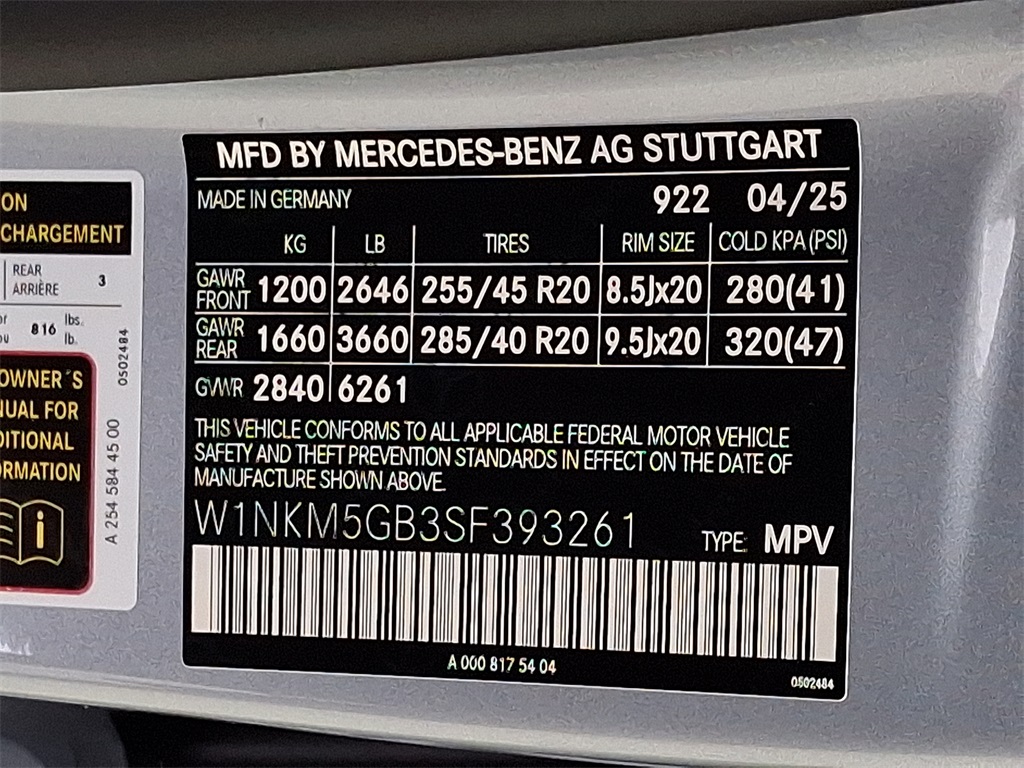 MFD BY MERCEDES-BENZ AG STUTTGART
MADE IN GERMANY 922 04/25
KG LB TIRES RIM SIZE COLD KPA (PSI)
GAWR FRONT 1200 2646 255/45 R20 8.5Jx20 280(41)
GAWR REAR 1660 3660 285/40 R20 9.5Jx20 320(47)
GVWR 2840 6261
THIS VEHICLE CONFORMS TO ALL APPLICABLE FEDERAL MOTOR VEHICLE
SAFETY AND THEFT PREVENTION STANDARDS IN EFFECT ON THE DATE OF
MANUFACTURE SHOWN ABOVE.
W1NKM5GB3SF393261 TYPE: MPV
A 000 817 54 04
0502484
ON
CHARGEMENT
REAR 3
ARRIÈRE
816 lbs.
lb.
OWNER´S
UAL FOR
DITIONAL
ORMATION
i
0502484
A 254 584 45 00